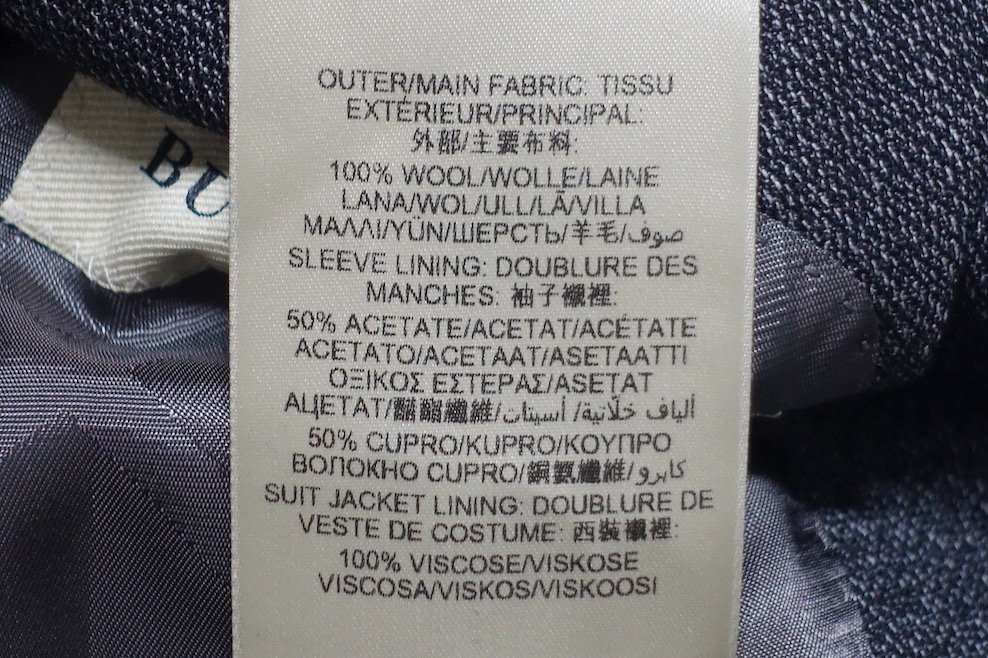 BU
OUTER/MAIN FABRIC: TISSU
EXTÉRIEUR/PRINCIPAL:
外部/主要布料:
100% WOOL/WOLLE/LAINE
LANA/WOL/ULL/LÃ/VILLA
ΜΑΛΛΙ/YÜN/ШЕРСТЬ/羊毛/صوف
SLEEVE LINING: DOUBLURE DES
MANCHES: 袖子襯裡:
50% ACETATE/ACETAT/ACÉTATE
ACETATO/ACETAAT/ASETAATTI
ΟΞΙΚΟΣ ΕΣΤΕΡΑΣ/ASETAT
АЦЕТАТ/醋酯纖維/ألياف خلّانية/ أسيتات
50% CUPRO/KUPRO/ΚΟΥΠΡΟ
ВОЛОКНО CUPRO/銅氨纖維/كابرو
SUIT JACKET LINING: DOUBLURE DE
VESTE DE COSTUME: 西裝襯裡:
100% VISCOSE/VISKOSE
VISCOSA/VISKOS/VISKOOSI